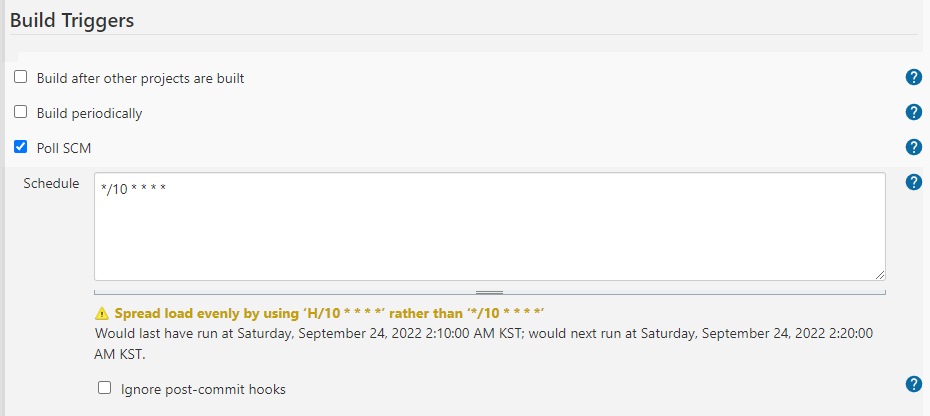 Build Triggers
Build after other projects are built
Build periodically
Poll SCM
Schedule
*/10 * * * *
Spread load evenly by using ‘H/10 * * * *’ rather than ‘*/10 * * * *’
Would last have run at Saturday, September 24, 2022 2:10:00 AM KST; would next run at Saturday, September 24, 2022 2:20:00
AM KST.
Ignore post-commit hooks